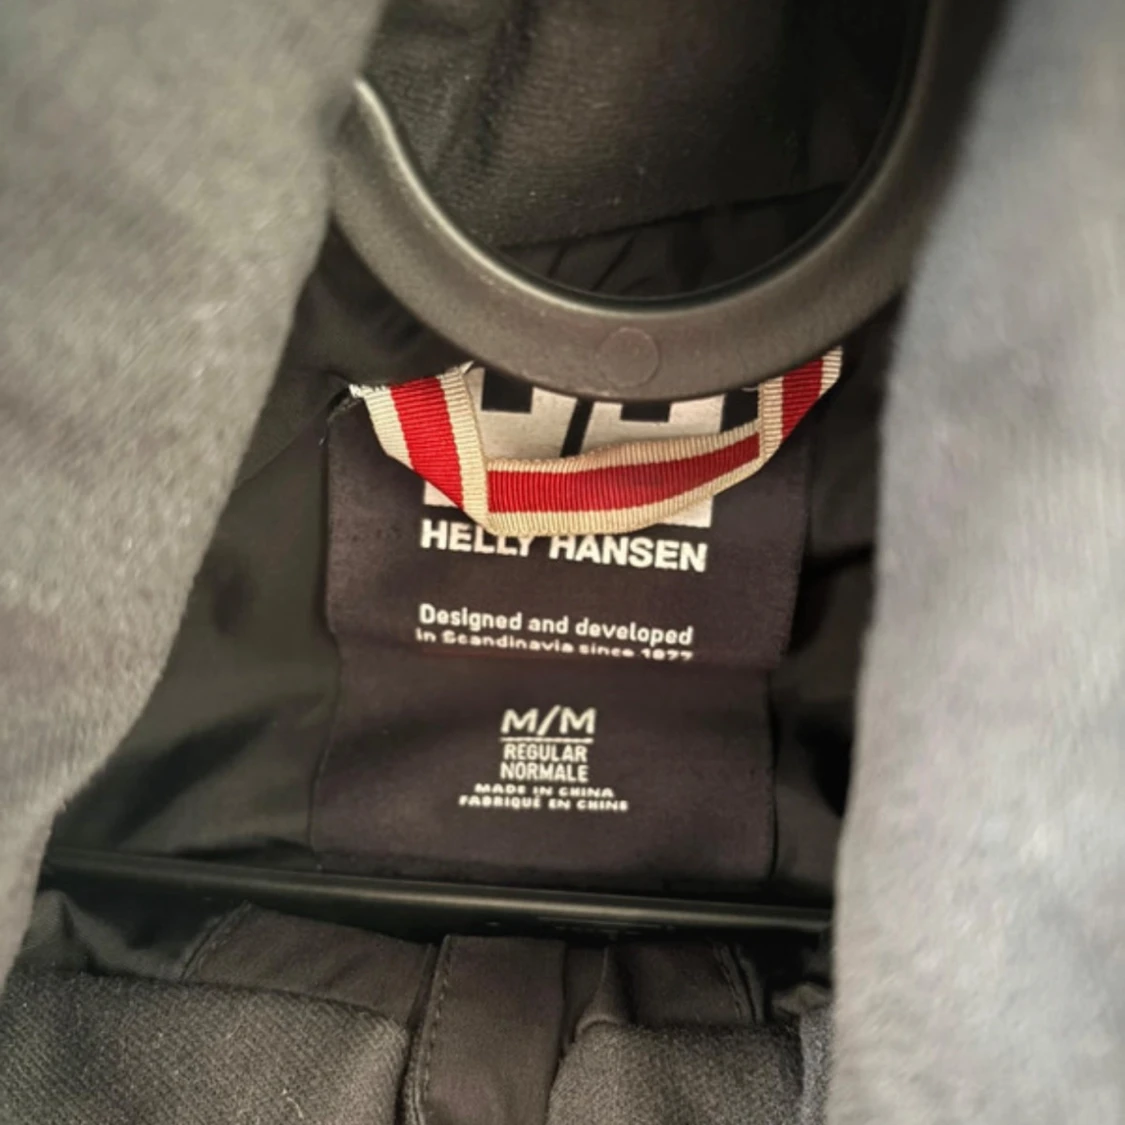 HELLY HANSEN
Designed and developed
in Scandinavia since 1877
M/M
REGULAR
NORMALE
MADE IN CHINA
FABRIQUÉ EN CHINE